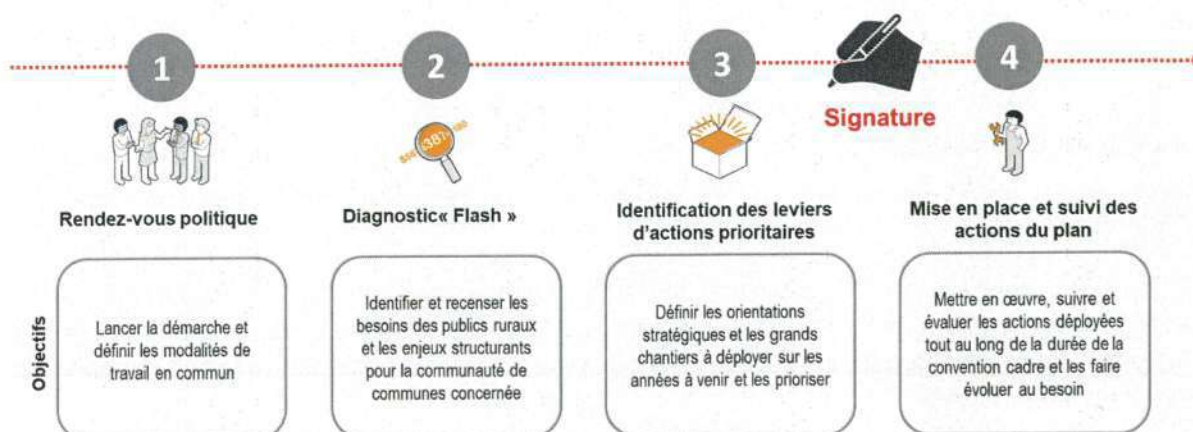 1
2
3
4
Signature
Rendez-vous politique
Diagnostic« Flash »
Identification des leviers
d'actions prioritaires
Mise en place et suivi des
actions du plan
Objectifs
Lancer la démarche et
définir les modalités de
travail en commun
Identifier et recenser les
besoins des publics ruraux
et les enjeux structurants
pour la communauté de
communes concernée
Définir les orientations
stratégiques et les grands
chantiers à déployer sur les
années à venir et les prioriser
Mettre en œuvre, suivre et
évaluer les actions déployées
tout au long de la durée de la
convention cadre et les faire
évoluer au besoin